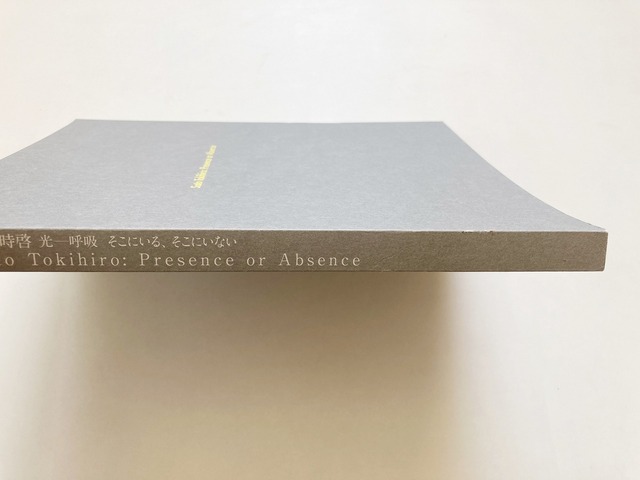 時啓 光—呼吸 そこにいる、そこにいない
o Tokihiro: Presence or Absence